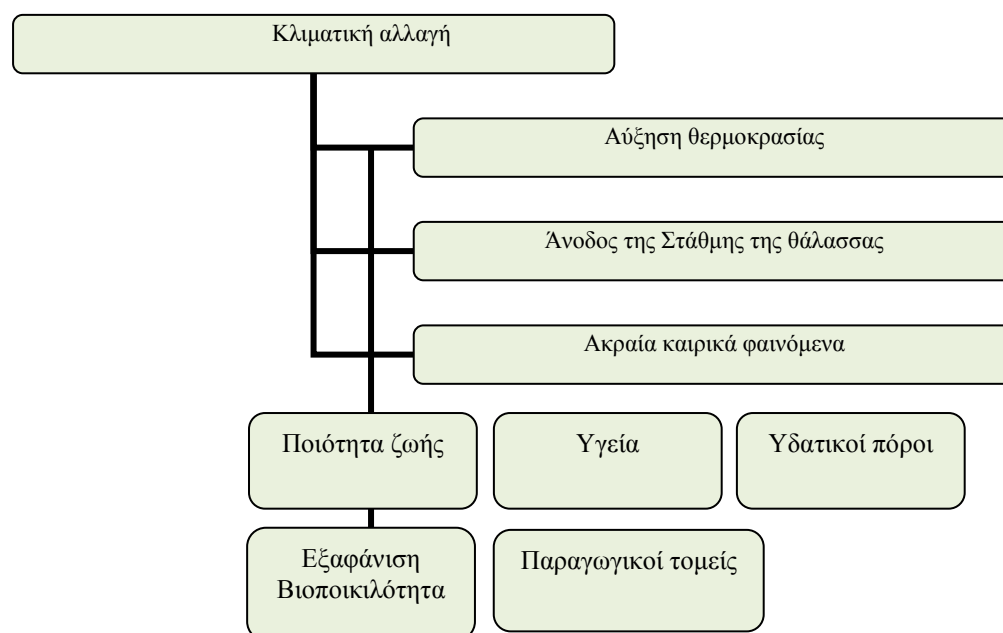 Κλιματική αλλαγή
Αύξηση θερμοκρασίας
Άνοδος της Στάθμης της θάλασσας
Ακραία καιρικά φαινόμενα
Ποιότητα ζωής
Υγεία
Υδατικοί πόροι
Εξαφάνιση
Βιοποικιλότητα
Παραγωγικοί τομείς